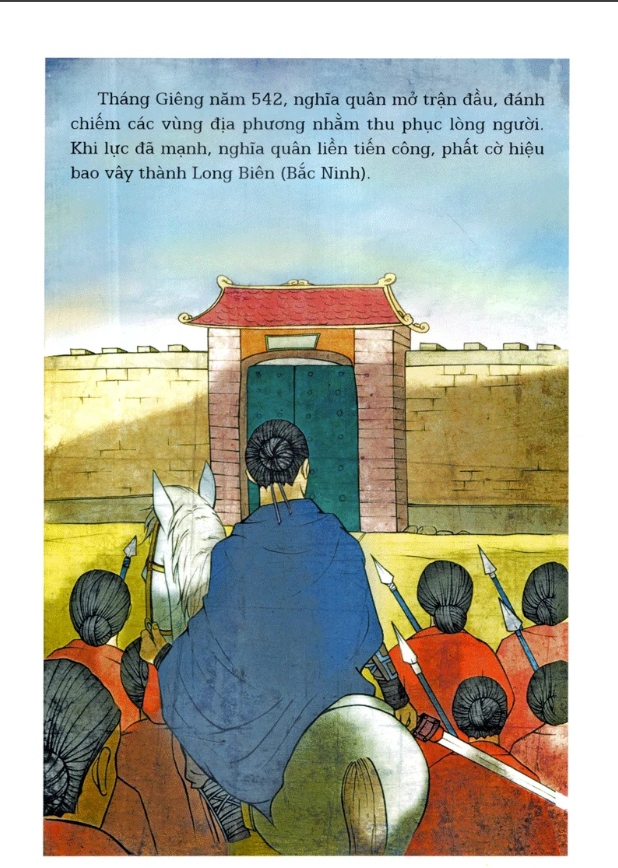 Tháng Giêng năm 542, nghĩa quân mở trận đầu, đánh
chiếm các vùng địa phương nhằm thu phục lòng người.
Khi lực đã mạnh, nghĩa quân liền tiến công, phất cờ hiệu
bao vây thành Long Biên (Bắc Ninh).